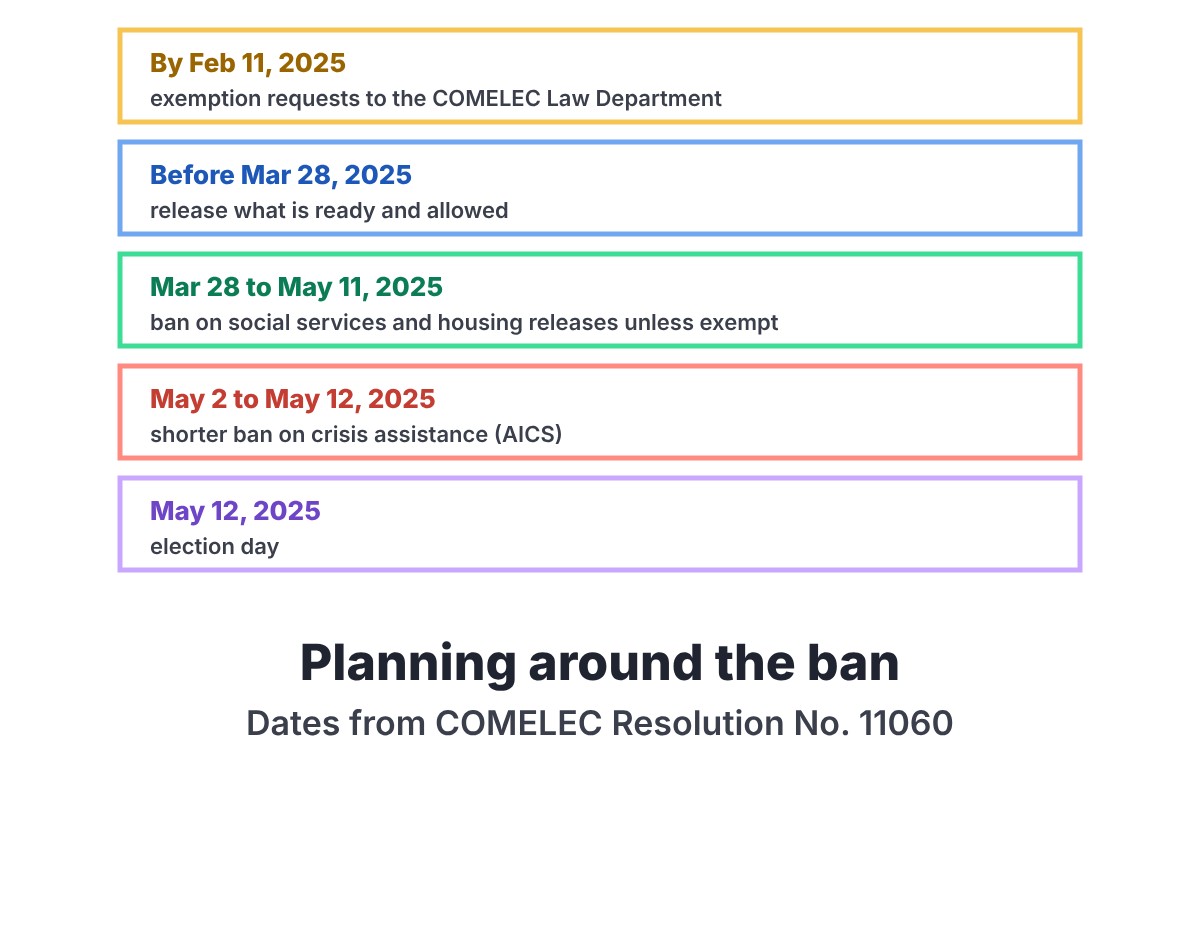 By Feb 11, 2025
exemption requests to the COMELEC Law Department
Before Mar 28, 2025
release what is ready and allowed
Mar 28 to May 11, 2025
ban on social services and housing releases unless exempt
May 2 to May 12, 2025
shorter ban on crisis assistance (AICS)
May 12, 2025
election day
Planning around the ban
Dates from COMELEC Resolution No. 11060